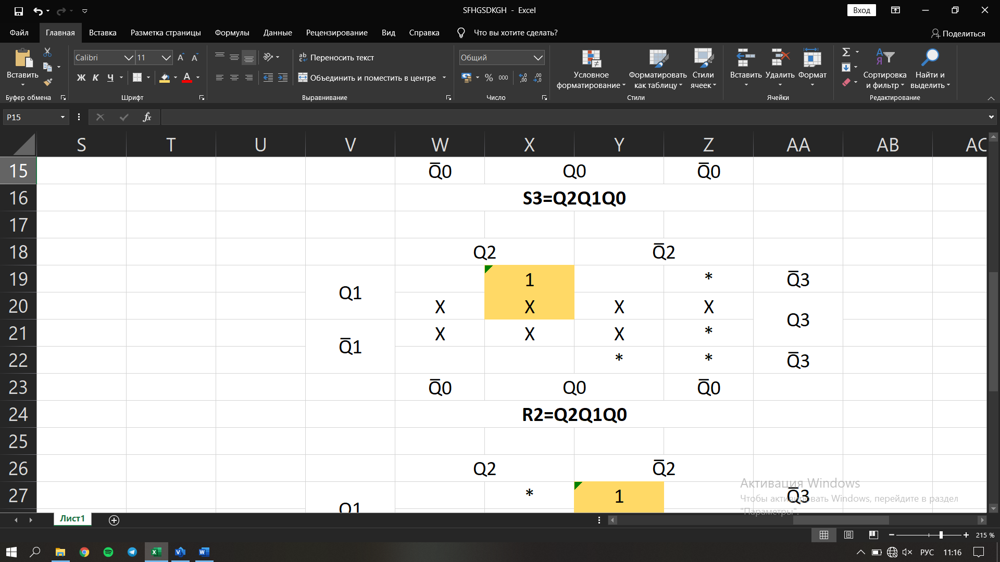 SFHGSDKGH - Excel
Вход
Файл Главная Вставка Разметка страницы Формулы Данные Рецензирование Вид Справка Что вы хотите сделать? Поделиться
Вставить
Calibri 11
Ж К Ч
Буфер обмена
Шрифт
Переносить текст
Объединить и поместить в центре
Выравнивание
Общий
% 000
Число
Условное форматирование
Форматировать как таблицу
Стили ячеек
Стили
Вставить Удалить Формат
Ячейки
Сортировка и фильтр
Найти и выделить
Редактирование
P15
fx
S T U V W X Y Z AA AB AC
15 Q̅0 Q0 Q̅0
16 S3=Q2Q1Q0
17
18 Q2 Q̅2
19 Q1 1 * Q̅3
20 X X X X Q3
21 Q̅1 X X X *
22 * * Q̅3
23 Q̅0 Q0 Q̅0
24 R2=Q2Q1Q0
25
26 Q2 Q̅2
27 Q1 * 1 Q̅3
Активация Windows
Чтобы активировать Windows, перейдите в раздел
"Параметры".
Лист1
215 %
РУС 11:16